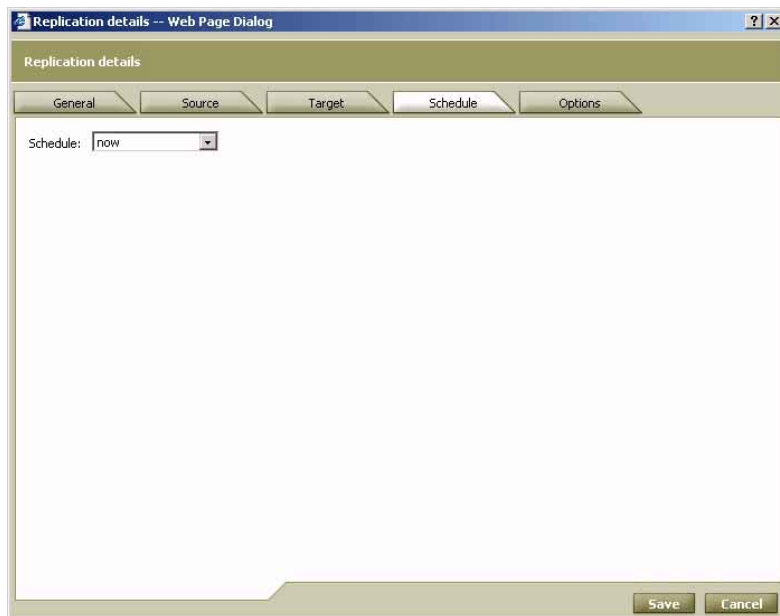 Replication details -- Web Page Dialog
Replication details
General Source Target Schedule Options
Schedule: now
Save Cancel